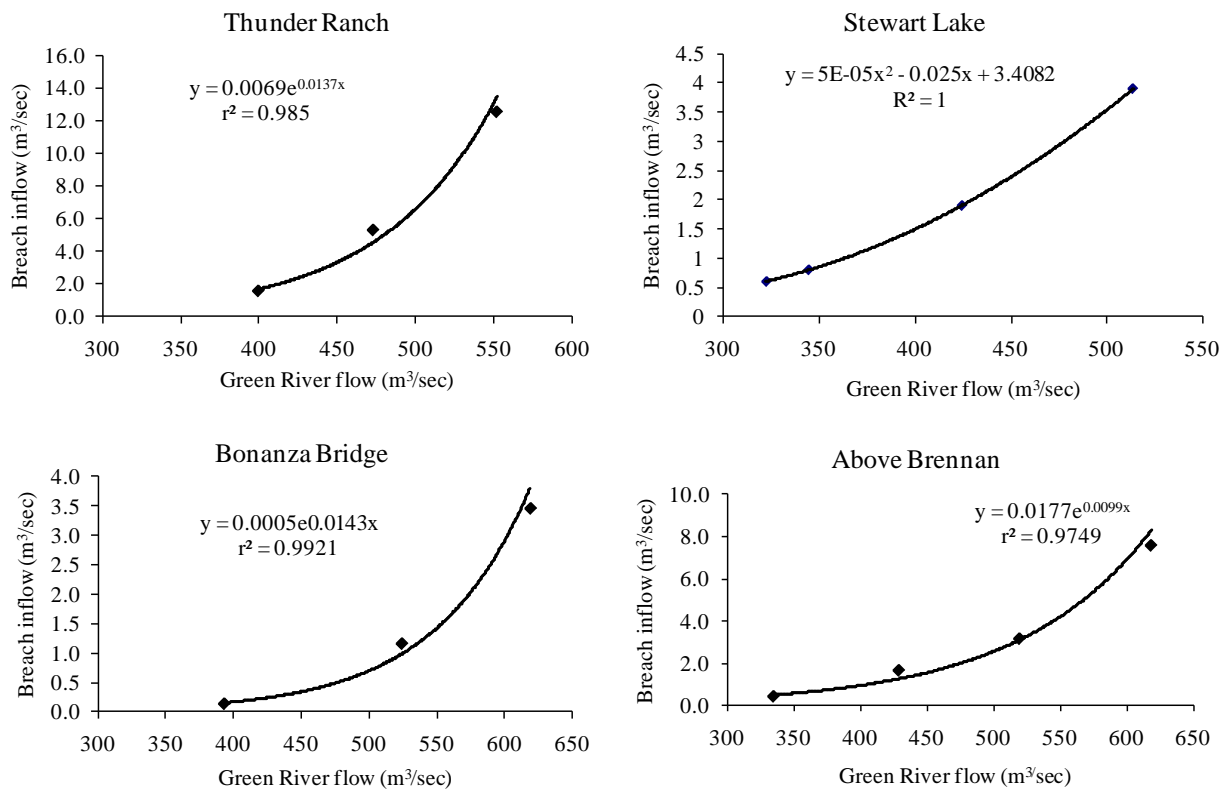 Thunder Ranch
Breach inflow (m³/sec)
16.0
14.0
12.0
10.0
8.0
6.0
4.0
2.0
0.0
y = 0.0069e^0.0137x
r² = 0.985
300 350 400 450 500 550 600
Green River flow (m³/sec)
Stewart Lake
Breach inflow (m³/sec)
4.5
4
3.5
3
2.5
2
1.5
1
0.5
0
y = 5E-05x² - 0.025x + 3.4082
R² = 1
300 350 400 450 500 550
Green River flow (m³/sec)
Bonanza Bridge
Breach inflow (m³/sec)
4.0
3.5
3.0
2.5
2.0
1.5
1.0
0.5
0.0
y = 0.0005e0.0143x
r² = 0.9921
300 350 400 450 500 550 600 650
Green River flow (m³/sec)
Above Brennan
Breach inflow (m³/sec)
10.0
8.0
6.0
4.0
2.0
0.0
y = 0.0177e^0.0099x
r² = 0.9749
300 350 400 450 500 550 600 650
Green River flow (m³/sec)